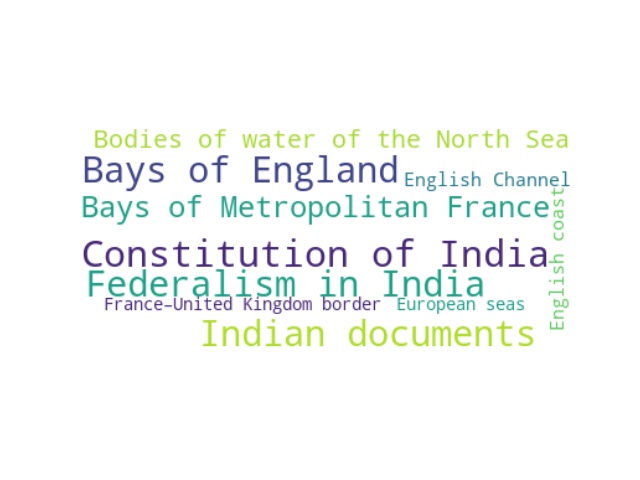 Bodies of water of the North Sea
Bays of England
English Channel
Bays of Metropolitan France
English coast
Constitution of India
Federalism in India
France–United Kingdom border
European seas
Indian documents